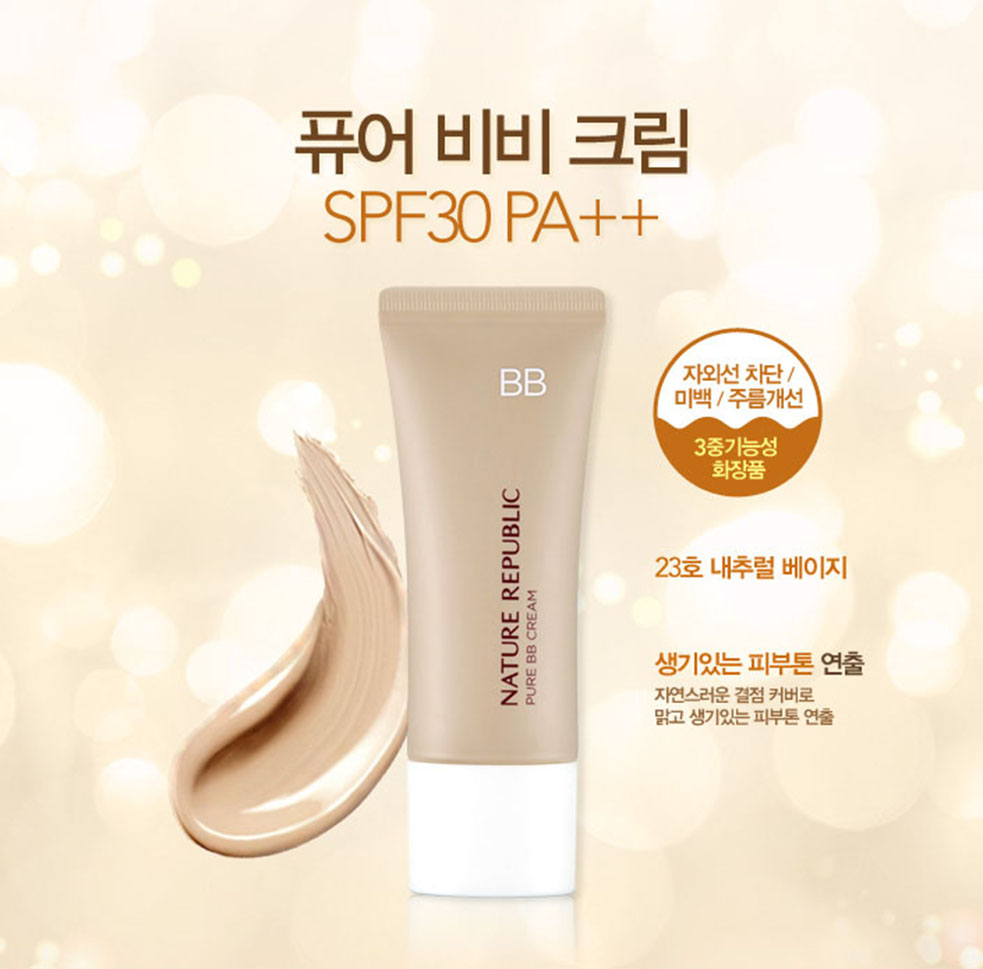 퓨어 비비 크림
SPF30 PA++
BB
NATURE REPUBLIC
PURE BB CREAM
자외선 차단 /
미백 / 주름개선
3중기능성
화장품
23호 내추럴 베이지
생기있는 피부톤 연출
자연스러운 결점 커버로
맑고 생기있는 피부톤 연출